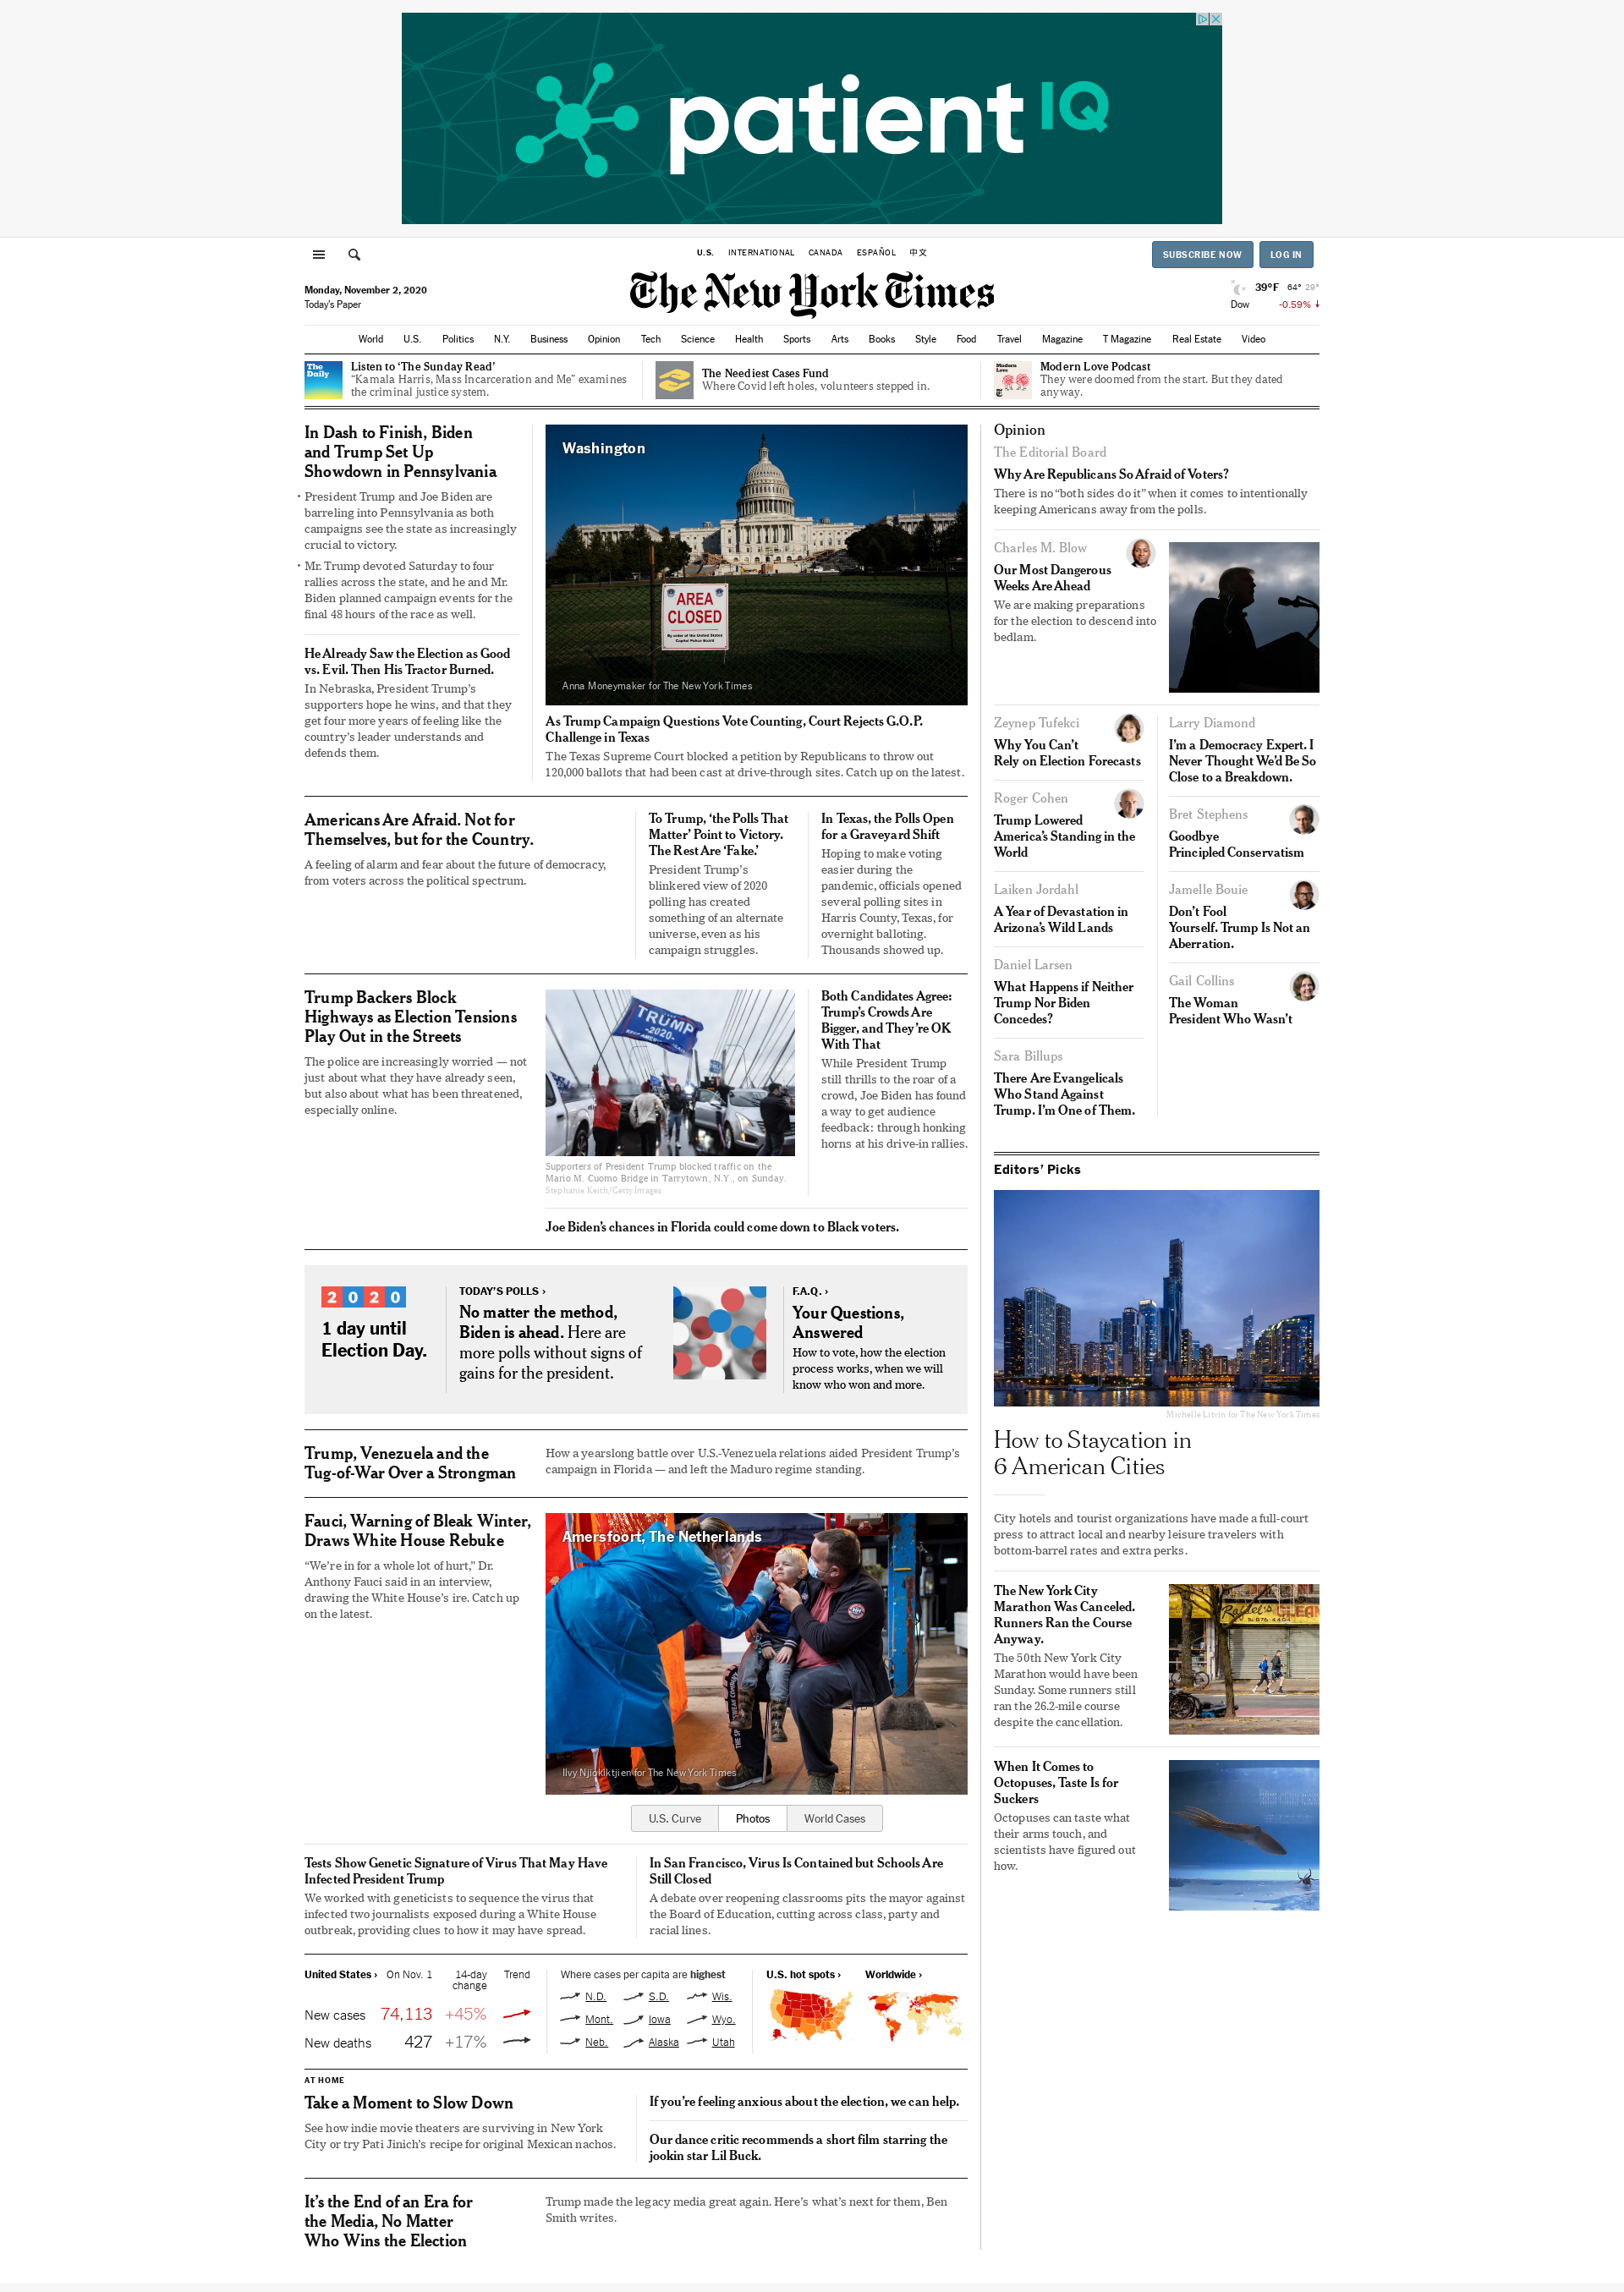 patient IQ
U.S. INTERNATIONAL CANADA ESPAÑOL 中文
SUBSCRIBE NOW LOG IN
Monday, November 2, 2020
Today's Paper
The New York Times
39°F 64° 29°
Dow -0.59% ↓
World U.S. Politics N.Y. Business Opinion Tech Science Health Sports Arts Books Style Food Travel Magazine T Magazine Real Estate Video
The Daily
Listen to ‘The Sunday Read’
“Kamala Harris, Mass Incarceration and Me” examines
the criminal justice system.
The Neediest Cases Fund
Where Covid left holes, volunteers stepped in.
Modern Love
Modern Love Podcast
They were doomed from the start. But they dated
anyway.
In Dash to Finish, Biden
and Trump Set Up
Showdown in Pennsylvania
• President Trump and Joe Biden are
barreling into Pennsylvania as both
campaigns see the state as increasingly
crucial to victory.
• Mr. Trump devoted Saturday to four
rallies across the state, and he and Mr.
Biden planned campaign events for the
final 48 hours of the race as well.
He Already Saw the Election as Good
vs. Evil. Then His Tractor Burned.
In Nebraska, President Trump’s
supporters hope he wins, and that they
get four more years of feeling like the
country’s leader understands and
defends them.
Washington
AREA
CLOSED
By order of the United States
Capitol Police Board
Anna Moneymaker for The New York Times
As Trump Campaign Questions Vote Counting, Court Rejects G.O.P.
Challenge in Texas
The Texas Supreme Court blocked a petition by Republicans to throw out
120,000 ballots that had been cast at drive-through sites. Catch up on the latest.
Americans Are Afraid. Not for
Themselves, but for the Country.
A feeling of alarm and fear about the future of democracy,
from voters across the political spectrum.
To Trump, ‘the Polls That
Matter’ Point to Victory.
The Rest Are ‘Fake.’
President Trump’s
blinkered view of 2020
polling has created
something of an alternate
universe, even as his
campaign struggles.
In Texas, the Polls Open
for a Graveyard Shift
Hoping to make voting
easier during the
pandemic, officials opened
several polling sites in
Harris County, Texas, for
overnight balloting.
Thousands showed up.
Trump Backers Block
Highways as Election Tensions
Play Out in the Streets
The police are increasingly worried — not
just about what they have already seen,
but also about what has been threatened,
especially online.
TRUMP
2020
Supporters of President Trump blocked traffic on the
Mario M. Cuomo Bridge in Tarrytown, N.Y., on Sunday.
Stephanie Keith/Getty Images
Both Candidates Agree:
Trump’s Crowds Are
Bigger, and They’re OK
With That
While President Trump
still thrills to the roar of a
crowd, Joe Biden has found
a way to get audience
feedback: through honking
horns at his drive-in rallies.
Joe Biden’s chances in Florida could come down to Black voters.
2020
1 day until
Election Day.
TODAY’S POLLS ›
No matter the method,
Biden is ahead. Here are
more polls without signs of
gains for the president.
F.A.Q. ›
Your Questions,
Answered
How to vote, how the election
process works, when we will
know who won and more.
Trump, Venezuela and the
Tug-of-War Over a Strongman
How a yearslong battle over U.S.-Venezuela relations aided President Trump’s
campaign in Florida — and left the Maduro regime standing.
Fauci, Warning of Bleak Winter,
Draws White House Rebuke
“We’re in for a whole lot of hurt,” Dr.
Anthony Fauci said in an interview,
drawing the White House’s ire. Catch up
on the latest.
Amersfoort, The Netherlands
Ilvy Njiokiktjien for The New York Times
U.S. Curve Photos World Cases
Tests Show Genetic Signature of Virus That May Have
Infected President Trump
We worked with geneticists to sequence the virus that
infected two journalists exposed during a White House
outbreak, providing clues to how it may have spread.
In San Francisco, Virus Is Contained but Schools Are
Still Closed
A debate over reopening classrooms pits the mayor against
the Board of Education, cutting across class, party and
racial lines.
United States › On Nov. 1 14-day change Trend
New cases 74,113 +45%
New deaths 427 +17%
Where cases per capita are highest
N.D. S.D. Wis.
Mont. Iowa Wyo.
Neb. Alaska Utah
U.S. hot spots › Worldwide ›
AT HOME
Take a Moment to Slow Down
See how indie movie theaters are surviving in New York
City or try Pati Jinich’s recipe for original Mexican nachos.
If you’re feeling anxious about the election, we can help.
Our dance critic recommends a short film starring the
jookin star Lil Buck.
It’s the End of an Era for
the Media, No Matter
Who Wins the Election
Trump made the legacy media great again. Here’s what’s next for them, Ben
Smith writes.
Opinion
The Editorial Board
Why Are Republicans So Afraid of Voters?
There is no “both sides do it” when it comes to intentionally
keeping Americans away from the polls.
Charles M. Blow
Our Most Dangerous
Weeks Are Ahead
We are making preparations
for the election to descend into
bedlam.
Zeynep Tufekci
Why You Can’t
Rely on Election Forecasts
Roger Cohen
Trump Lowered
America’s Standing in the
World
Laiken Jordahl
A Year of Devastation in
Arizona’s Wild Lands
Daniel Larsen
What Happens if Neither
Trump Nor Biden
Concedes?
Sara Billups
There Are Evangelicals
Who Stand Against
Trump. I’m One of Them.
Larry Diamond
I’m a Democracy Expert. I
Never Thought We’d Be So
Close to a Breakdown.
Bret Stephens
Goodbye
Principled Conservatism
Jamelle Bouie
Don’t Fool
Yourself. Trump Is Not an
Aberration.
Gail Collins
The Woman
President Who Wasn’t
Editors’ Picks
Michelle Litvin for The New York Times
How to Staycation in
6 American Cities
City hotels and tourist organizations have made a full-court
press to attract local and nearby leisure travelers with
bottom-barrel rates and extra perks.
The New York City
Marathon Was Canceled.
Runners Ran the Course
Anyway.
The 50th New York City
Marathon would have been
Sunday. Some runners still
ran the 26.2-mile course
despite the cancellation.
When It Comes to
Octopuses, Taste Is for
Suckers
Octopuses can taste what
their arms touch, and
scientists have figured out
how.